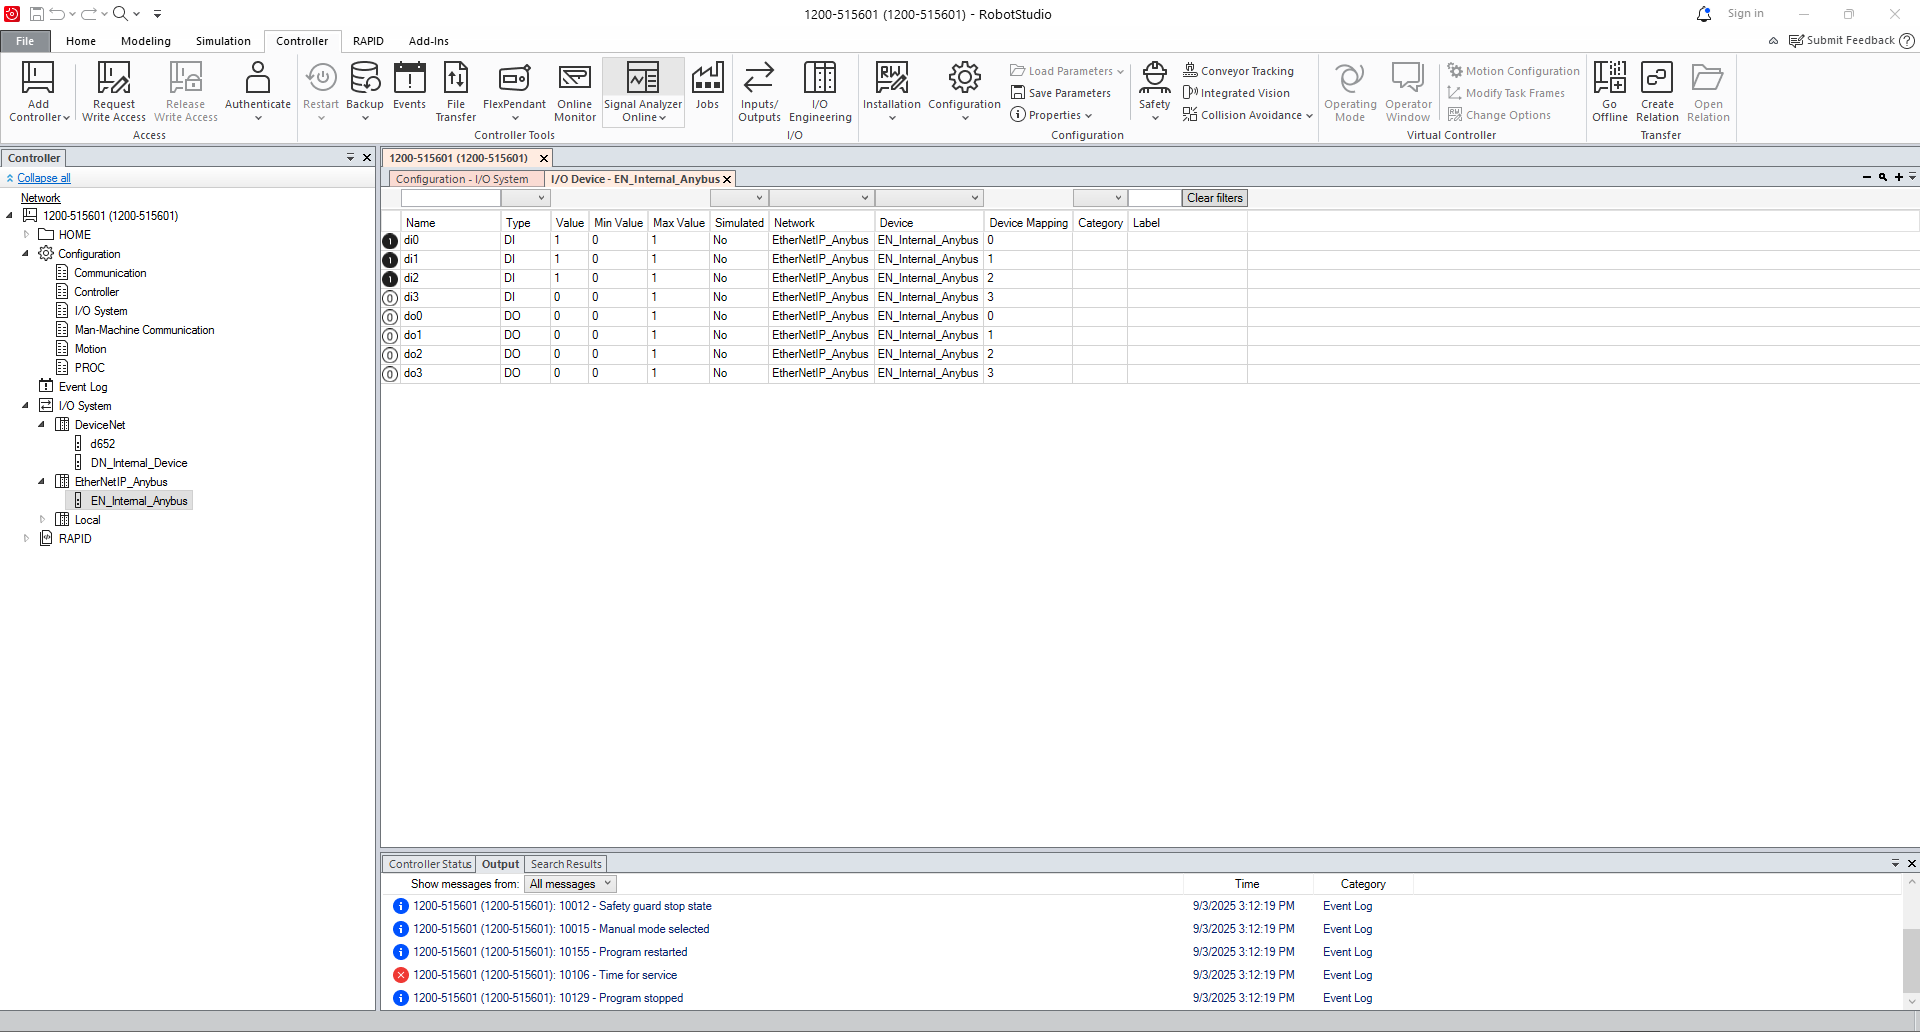 1200-515601 (1200-515601) - RobotStudio
Sign in
File Home Modeling Simulation Controller RAPID Add-Ins
Submit Feedback
Add Controller
Request Write Access
Release Write Access
Authenticate
Access
Restart
Backup
Events
File Transfer
FlexPendant
Online Monitor
Signal Analyzer Online
Jobs
Controller Tools
Inputs/ Outputs
I/O Engineering
I/O
Installation
Configuration
Load Parameters
Save Parameters
Properties
Safety
Conveyor Tracking
Integrated Vision
Collision Avoidance
Configuration
Operating Mode
Operator Window
Motion Configuration
Modify Task Frames
Change Options
Virtual Controller
Go Offline
Create Relation
Open Relation
Transfer
Controller
Collapse all
Network
1200-515601 (1200-515601)
HOME
Configuration
Communication
Controller
I/O System
Man-Machine Communication
Motion
PROC
Event Log
I/O System
DeviceNet
d652
DN_Internal_Device
EtherNetIP_Anybus
EN_Internal_Anybus
Local
RAPID
1200-515601 (1200-515601)
Configuration - I/O System I/O Device - EN_Internal_Anybus
Clear filters
Name Type Value Min Value Max Value Simulated Network Device Device Mapping Category Label
1 di0 DI 1 0 1 No EtherNetIP_Anybus EN_Internal_Anybus 0
1 di1 DI 1 0 1 No EtherNetIP_Anybus EN_Internal_Anybus 1
1 di2 DI 1 0 1 No EtherNetIP_Anybus EN_Internal_Anybus 2
0 di3 DI 0 0 1 No EtherNetIP_Anybus EN_Internal_Anybus 3
0 do0 DO 0 0 1 No EtherNetIP_Anybus EN_Internal_Anybus 0
0 do1 DO 0 0 1 No EtherNetIP_Anybus EN_Internal_Anybus 1
0 do2 DO 0 0 1 No EtherNetIP_Anybus EN_Internal_Anybus 2
0 do3 DO 0 0 1 No EtherNetIP_Anybus EN_Internal_Anybus 3
Controller Status Output Search Results
Show messages from: All messages Time Category
1200-515601 (1200-515601): 10012 - Safety guard stop state 9/3/2025 3:12:19 PM Event Log
1200-515601 (1200-515601): 10015 - Manual mode selected 9/3/2025 3:12:19 PM Event Log
1200-515601 (1200-515601): 10155 - Program restarted 9/3/2025 3:12:19 PM Event Log
1200-515601 (1200-515601): 10106 - Time for service 9/3/2025 3:12:19 PM Event Log
1200-515601 (1200-515601): 10129 - Program stopped 9/3/2025 3:12:19 PM Event Log